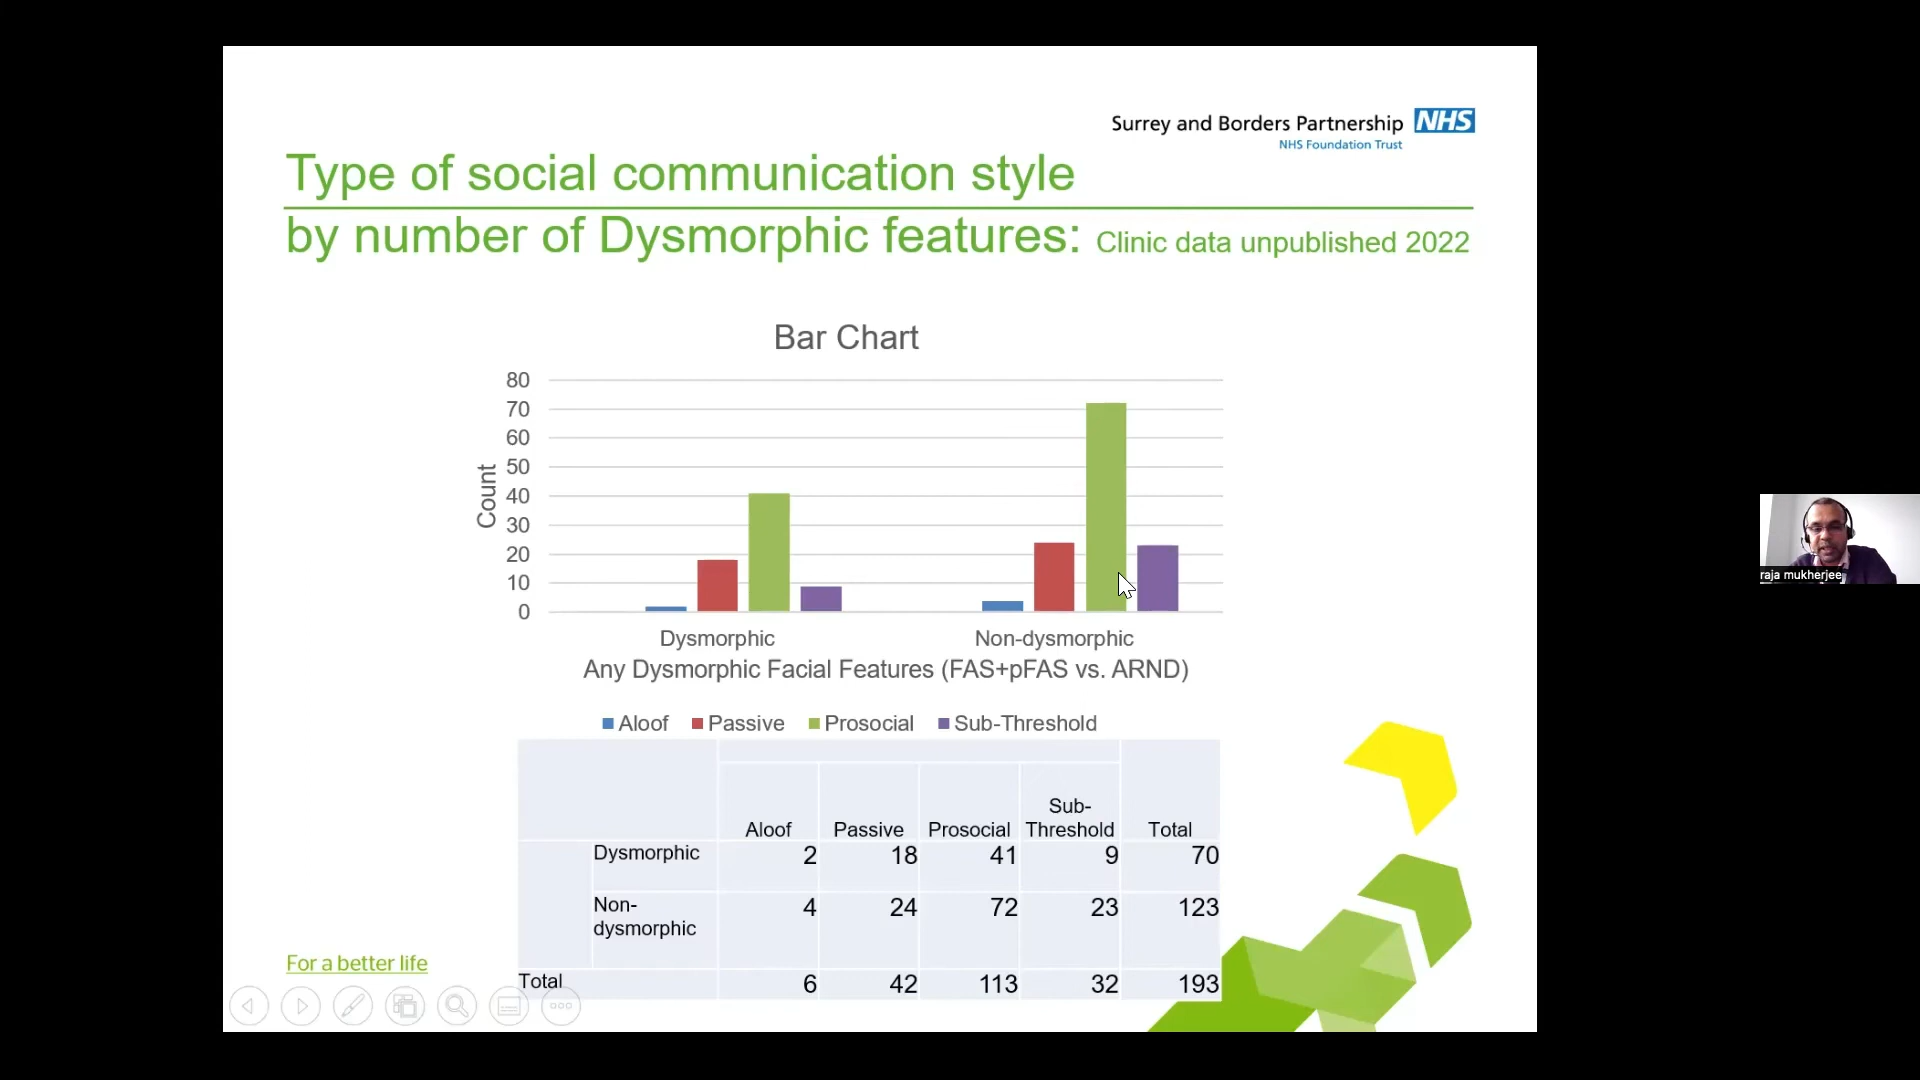 Surrey and Borders Partnership NHS
NHS Foundation Trust
Type of social communication style
by number of Dysmorphic features: Clinic data unpublished 2022
Bar Chart
80
70
60
50
40
30
20
10
0
Count
Dysmorphic Non-dysmorphic
Any Dysmorphic Facial Features (FAS+pFAS vs. ARND)
Aloof Passive Prosocial Sub-Threshold
Sub-
Aloof Passive Prosocial Threshold Total
Dysmorphic 2 18 41 9 70
Non- 4 24 72 23 123
dysmorphic
Total 6 42 113 32 193
For a better life
raja mukherjee